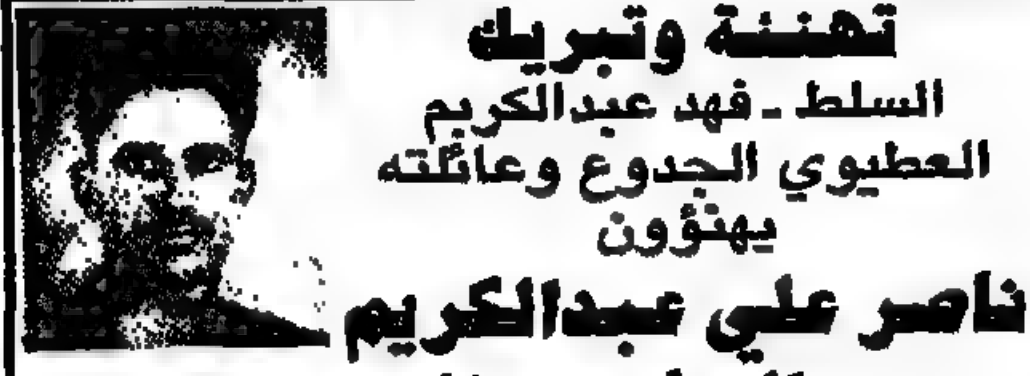 تهنئة وتبريك
السلط ـ فهد عبدالكريم
العطيوي الجدوع وعائلته
يهنؤون
ناصر علي عبدالكريم